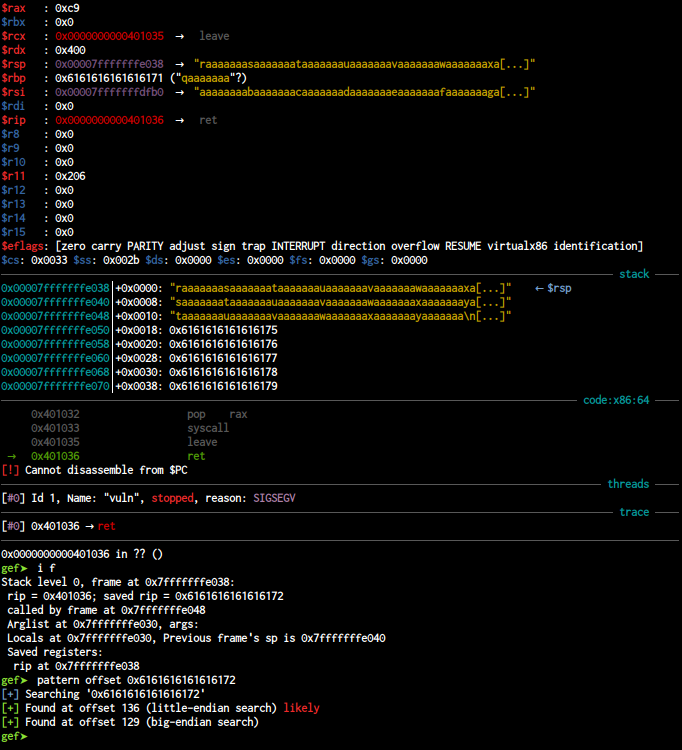 $rax : 0xc9
$rbx : 0x0
$rcx : 0x0000000000401035 → leave
$rdx : 0x400
$rsp : 0x00007fffffffe038 → "raaaaaaasaaaaaaataaaaaaauaaaaaaavaaaaaaawaaaaaaaxa[...]"
$rbp : 0x6161616161616171 ("qaaaaaaa"?)
$rsi : 0x00007fffffffdfb0 → "aaaaaaaabaaaaaaacaaaaaaadaaaaaaaeaaaaaaafaaaaaaaga[...]"
$rdi : 0x0
$rip : 0x0000000000401036 → ret
$r8 : 0x0
$r9 : 0x0
$r10 : 0x0
$r11 : 0x206
$r12 : 0x0
$r13 : 0x0
$r14 : 0x0
$r15 : 0x0
$eflags: [zero carry PARITY adjust sign trap INTERRUPT direction overflow RESUME virtualx86 identification]
$cs: 0x0033 $ss: 0x002b $ds: 0x0000 $es: 0x0000 $fs: 0x0000 $gs: 0x0000
stack
0x00007fffffffe038│+0x0000: "raaaaaaasaaaaaaataaaaaaauaaaaaaavaaaaaaawaaaaaaaxa[...]" ← $rsp
0x00007fffffffe040│+0x0008: "saaaaaaataaaaaaauaaaaaaavaaaaaaawaaaaaaaxaaaaaaaya[...]"
0x00007fffffffe048│+0x0010: "taaaaaaauaaaaaaavaaaaaaawaaaaaaaxaaaaaaayaaaaaaa\n[...]"
0x00007fffffffe050│+0x0018: 0x6161616161616175
0x00007fffffffe058│+0x0020: 0x6161616161616176
0x00007fffffffe060│+0x0028: 0x6161616161616177
0x00007fffffffe068│+0x0030: 0x6161616161616178
0x00007fffffffe070│+0x0038: 0x6161616161616179
code:x86:64
0x401032 pop rax
0x401033 syscall
0x401035 leave
→ 0x401036 ret
[!] Cannot disassemble from $PC
threads
[#0] Id 1, Name: "vuln", stopped, reason: SIGSEGV
trace
[#0] 0x401036 → ret
0x0000000000401036 in ?? ()
gef➤ i f
Stack level 0, frame at 0x7fffffffe038:
rip = 0x401036; saved rip = 0x6161616161616172
called by frame at 0x7fffffffe048
Arglist at 0x7fffffffe030, args:
Locals at 0x7fffffffe030, Previous frame's sp is 0x7fffffffe040
Saved registers:
rip at 0x7fffffffe038
gef➤ pattern offset 0x6161616161616172
[+] Searching '0x6161616161616172'
[+] Found at offset 136 (little-endian search) likely
[+] Found at offset 129 (big-endian search)
gef➤